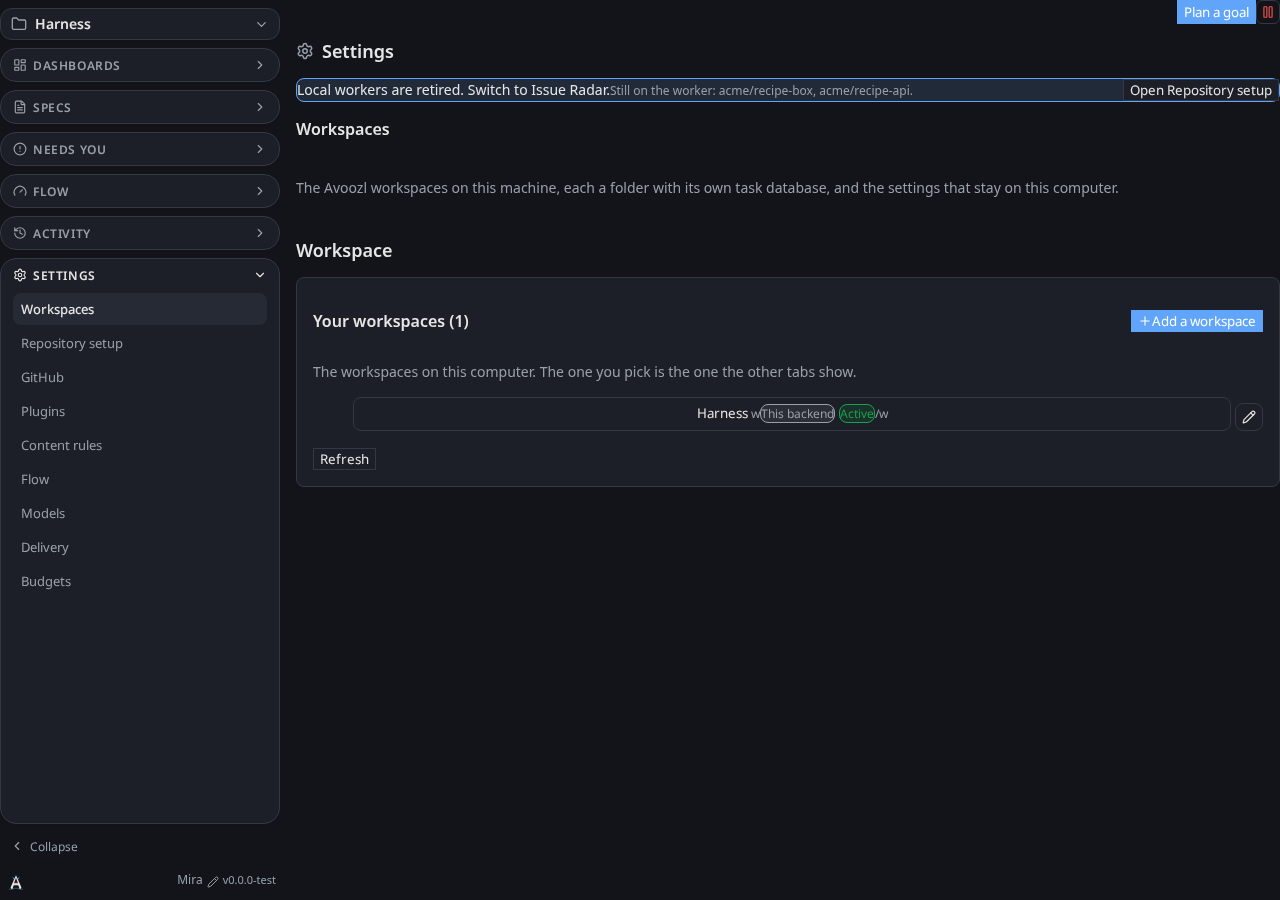 Harness
DASHBOARDS
SPECS
NEEDS YOU
FLOW
ACTIVITY
SETTINGS
Workspaces
Repository setup
GitHub
Plugins
Content rules
Flow
Models
Delivery
Budgets
Collapse
A
Mira v0.0.0-test
Plan a goal
Settings
Local workers are retired. Switch to Issue Radar.Still on the worker: acme/recipe-box, acme/recipe-api. Open Repository setup
Workspaces
The Avoozl workspaces on this machine, each a folder with its own task database, and the settings that stay on this computer.
Workspace
Your workspaces (1) Add a workspace
The workspaces on this computer. The one you pick is the one the other tabs show.
Harness w This backend Active /w
Refresh